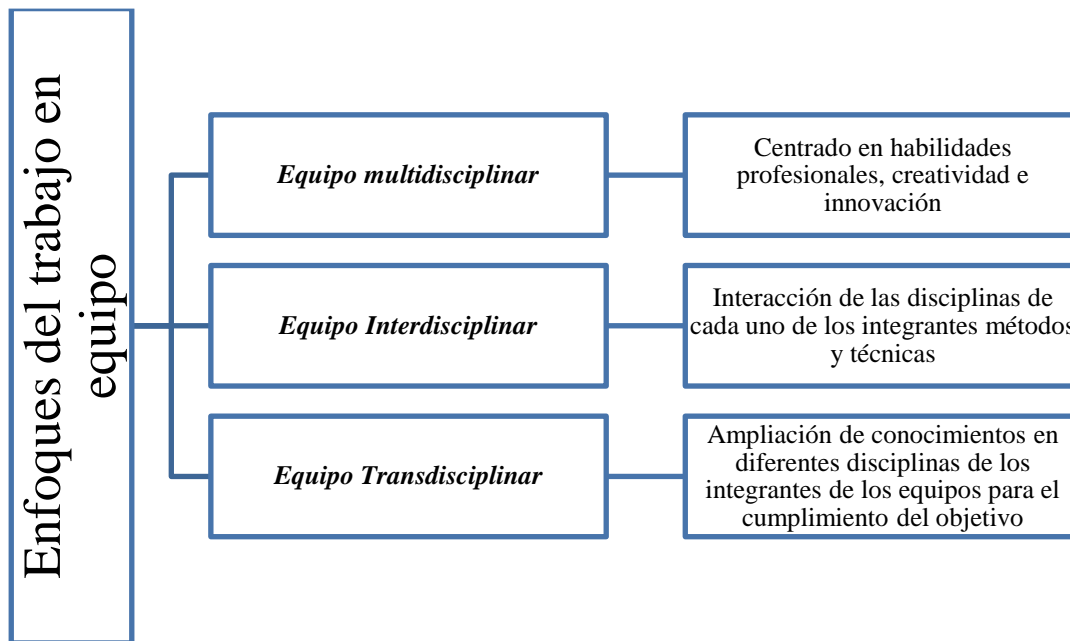 Enfoques del trabajo en
equipo
Equipo multidisciplinar
Centrado en habilidades
profesionales, creatividad e
innovación
Equipo Interdisciplinar
Interacción de las disciplinas de
cada uno de los integrantes métodos
y técnicas
Equipo Transdisciplinar
Ampliación de conocimientos en
diferentes disciplinas de los
integrantes de los equipos para el
cumplimiento del objetivo